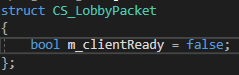 struct CS_LobbyPacket
{
    bool m_clientReady = false;
};